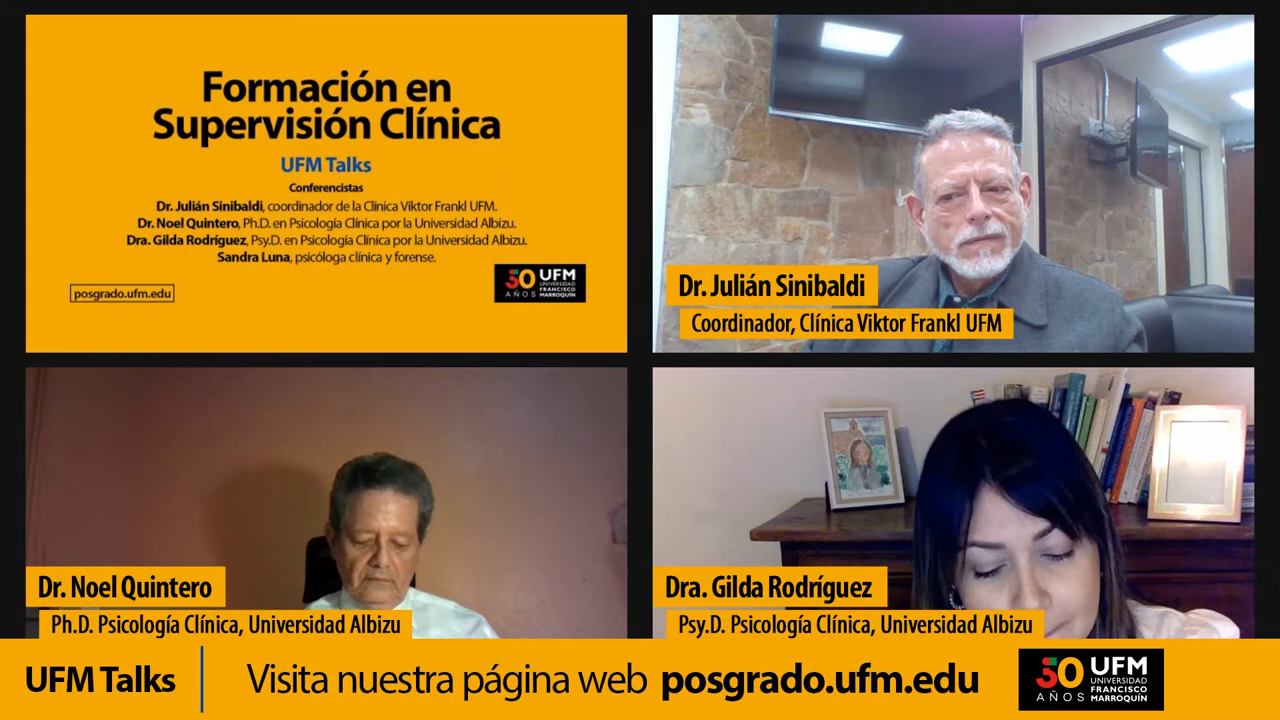 Formación en
Supervisión Clínica
UFM Talks
Conferencistas
Dr. Julián Sinibaldi, coordinador de la Clínica Viktor Frankl UFM.
Dr. Noel Quintero, Ph.D. en Psicología Clínica por la Universidad Albizu.
Dra. Gilda Rodríguez, Psy.D. en Psicología Clínica por la Universidad Albizu.
Sandra Luna, psicóloga clínica y forense.
posgrado.ufm.edu
50 AÑOS
UFM
UNIVERSIDAD
FRANCISCO
MARROQUÍN
Dr. Julián Sinibaldi
Coordinador, Clínica Viktor Frankl UFM
Dr. Noel Quintero
Ph.D. Psicología Clínica, Universidad Albizu
Dra. Gilda Rodríguez
Psy.D. Psicología Clínica, Universidad Albizu
UFM Talks
Visita nuestra página web posgrado.ufm.edu
50 AÑOS
UFM
UNIVERSIDAD
FRANCISCO
MARROQUÍN